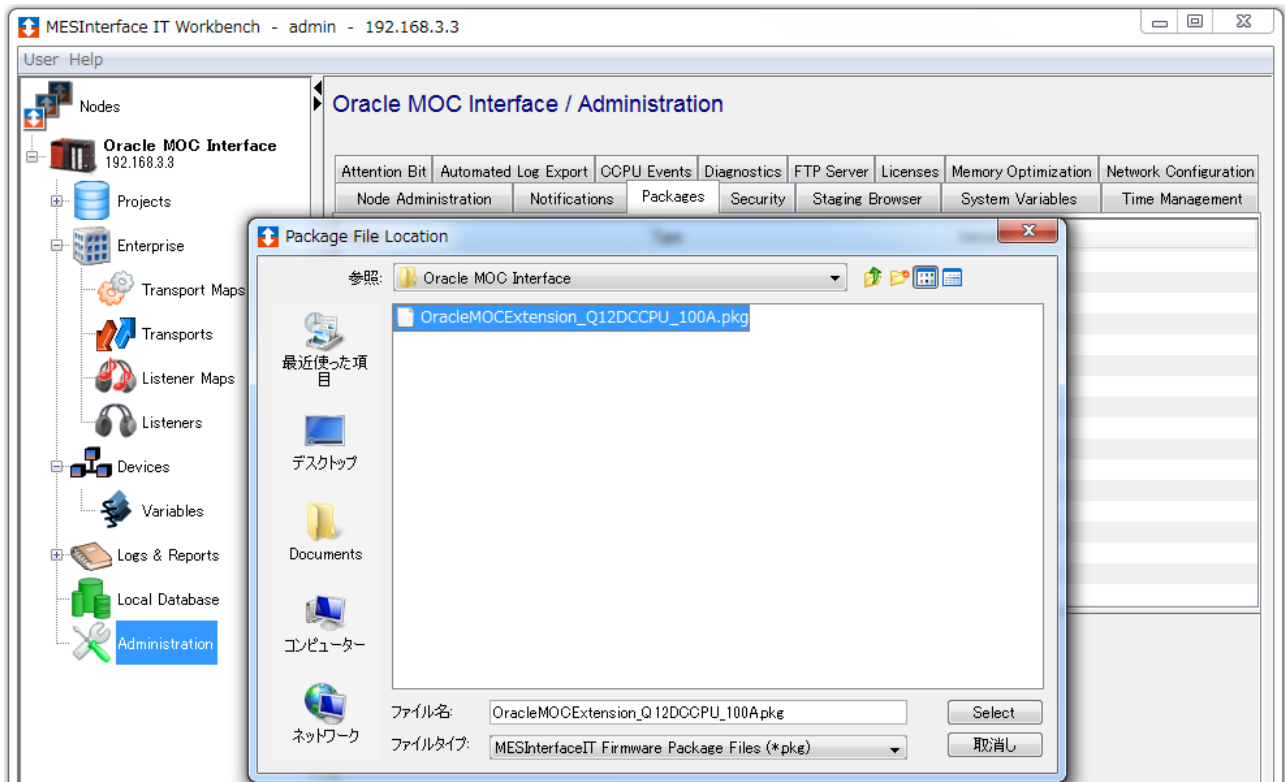 MESInterface IT Workbench - admin - 192.168.3.3
User Help
Nodes
Oracle MOC Interface
192.168.3.3
Projects
Enterprise
Transport Maps
Transports
Listener Maps
Listeners
Devices
Variables
Logs & Reports
Local Database
Administration
Oracle MOC Interface / Administration
Attention Bit Automated Log Export CCPU Events Diagnostics FTP Server Licenses Memory Optimization Network Configuration
Node Administration Notifications Packages Security Staging Browser System Variables Time Management
Package File Location
Type
参照: Oracle MOC Interface
OracleMOCExtension_Q12DCCPU_100A.pkg
最近使った項
目
デスクトップ
Documents
コンピューター
ネットワーク
ファイル名: OracleMOCExtension_Q12DCCPU_100A.pkg Select
ファイルタイプ: MESInterfaceIT Firmware Package Files (*.pkg) 取消し